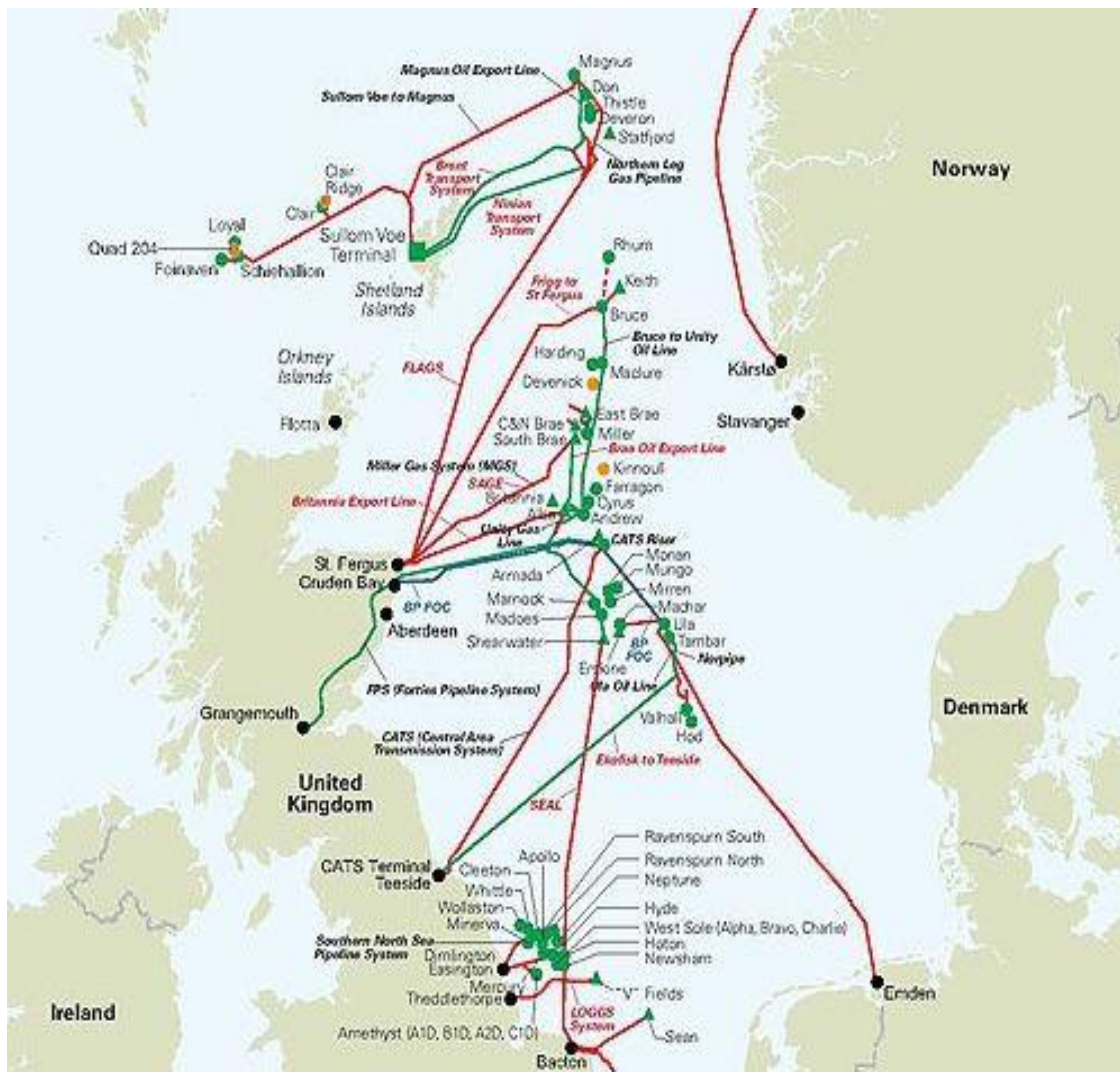 Magnus
Magnus Oil Export Line
Don
Sullom Voe to Magnus
Thistle
Deveron
Statfjord
Brent
Transport
System
Northern Leg
Gas Pipeline
Norway
Clair
Ridge
Clair
Ninian
Transport
System
Loyall
Quad 204
Sullom Voe
Terminal
Foinaven
Schiehallion
Rhum
Shetland
Islands
Frigg to
St Fergus
Keith
Bruce
Bruce to Unity
Oil Line
Orkney
Islands
Harding
Maclure
FLAGS
Devenick
Kårstø
Flotta
East Brae
C&N Brae
Miller
South Brae
Stavanger
Brae Oil Export Line
Miller Gas System (MGS)
SAGE
Kinnoull
Farragon
Britannia Export Line
Britannia
Cyrus
Alba
Andrew
Unity Gas
Line
CATS Riser
St. Fergus
Cruden Bay
Armada
Monan
Mungo
BP FOC
Marnock
Mirren
Aberdeen
Madoes
Machar
Shearwater
Ula
BP
FOC
Tambar
Norpipe
Erskine
Ula Oil Line
FPS (Forties Pipeline System)
Grangemouth
Valhall
Hod
Denmark
CATS (Central Area
Transmission System)
Ekofisk to Teeside
United
Kingdom
SEAL
Ravenspurn South
CATS Terminal
Teeside
Apollo
Cleeton
Ravenspurn North
Whittle
Neptune
Wollaston
Hyde
Minerva
West Sole (Alpha, Bravo, Charlie)
Southern North Sea
Pipeline System
Hoton
Dimlington
Newsham
Easington
Mercury
Theddlethorpe
'V' Fields
Emden
Ireland
LOGGS
System
Amethyst (A1D, B1D, A2D, C1D)
Sean
Bacton